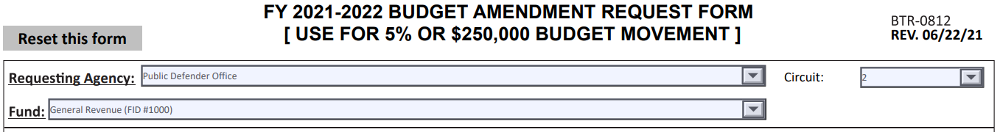 FY 2021-2022 BUDGET AMENDMENT REQUEST FORM
[ USE FOR 5% OR $250,000 BUDGET MOVEMENT ]
BTR-0812
REV. 06/22/21
Reset this form
Requesting Agency: Public Defender Office Circuit: 2
Fund: General Revenue (FID #1000)